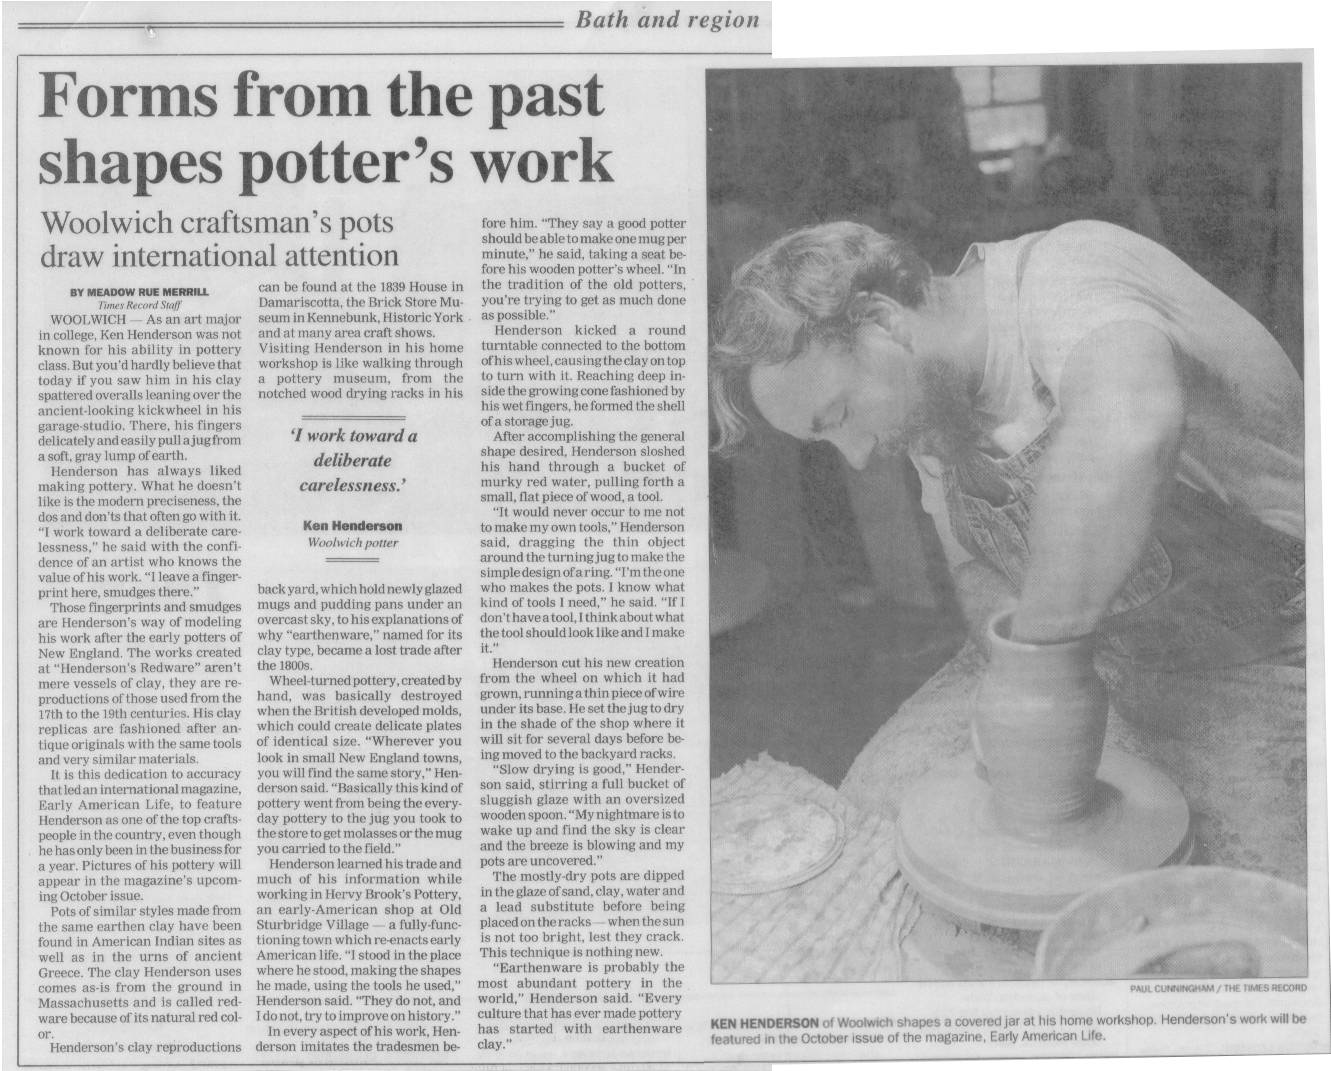 Bath and region
Forms from the past
shapes potter's work
Woolwich craftsman's pots
draw international attention
BY MEADOW RUE MERRILL
Times Record Staff
WOOLWICH — As an art major
in college, Ken Henderson was not
known for his ability in pottery
class. But you'd hardly believe that
today if you saw him in his clay
spattered overalls leaning over the
ancient-looking kickwheel in his
garage-studio. There, his fingers
delicately and easily pull a jug from
a soft, gray lump of earth.
Henderson has always liked
making pottery. What he doesn't
like is the modern preciseness, the
dos and don'ts that often go with it.
"I work toward a deliberate care-
lessness," he said with the confi-
dence of an artist who knows the
value of his work. "I leave a finger-
print here, smudges there."
Those fingerprints and smudges
are Henderson's way of modeling
his work after the early potters of
New England. The works created
at "Henderson's Redware" aren't
mere vessels of clay, they are re-
productions of those used from the
17th to the 19th centuries. His clay
replicas are fashioned after an-
tique originals with the same tools
and very similar materials.
It is this dedication to accuracy
that led an international magazine,
Early American Life, to feature
Henderson as one of the top crafts-
people in the country, even though
he has only been in the business for
a year. Pictures of his pottery will
appear in the magazine's upcom-
ing October issue.
Pots of similar styles made from
the same earthen clay have been
found in American Indian sites as
well as in the urns of ancient
Greece. The clay Henderson uses
comes as-is from the ground in
Massachusetts and is called red-
ware because of its natural red col-
or.
Henderson's clay reproductions
can be found at the 1839 House in
Damariscotta, the Brick Store Mu-
seum in Kennebunk, Historic York
and at many area craft shows.
Visiting Henderson in his home
workshop is like walking through
a pottery museum, from the
notched wood drying racks in his
'I work toward a
deliberate
carelessness.'
Ken Henderson
Woolwich potter
back yard, which hold newly glazed
mugs and pudding pans under an
overcast sky, to his explanations of
why "earthenware," named for its
clay type, became a lost trade after
the 1800s.
Wheel-turned pottery, created by
hand, was basically destroyed
when the British developed molds,
which could create delicate plates
of identical size. "Wherever you
look in small New England towns,
you will find the same story," Hen-
derson said. "Basically this kind of
pottery went from being the every-
day pottery to the jug you took to
the store to get molasses or the mug
you carried to the field."
Henderson learned his trade and
much of his information while
working in Hervy Brook's Pottery,
an early-American shop at Old
Sturbridge Village — a fully-func-
tioning town which re-enacts early
American life. "I stood in the place
where he stood, making the shapes
he made, using the tools he used,"
Henderson said. "They do not, and
I do not, try to improve on history."
In every aspect of his work, Hen-
derson imitates the tradesmen be-
fore him. "They say a good potter
should be able to make one mug per
minute," he said, taking a seat be-
fore his wooden potter's wheel. "In
the tradition of the old potters,
you're trying to get as much done
as possible."
Henderson kicked a round
turntable connected to the bottom
of his wheel, causing the clay on top
to turn with it. Reaching deep in-
side the growing cone fashioned by
his wet fingers, he formed the shell
of a storage jug.
After accomplishing the general
shape desired, Henderson sloshed
his hand through a bucket of
murky red water, pulling forth a
small, flat piece of wood, a tool.
"It would never occur to me not
to make my own tools," Henderson
said, dragging the thin object
around the turning jug to make the
simple design of a ring. "I'm the one
who makes the pots. I know what
kind of tools I need," he said. "If I
don't have a tool, I think about what
the tool should look like and I make
it."
Henderson cut his new creation
from the wheel on which it had
grown, running a thin piece of wire
under its base. He set the jug to dry
in the shade of the shop where it
will sit for several days before be-
ing moved to the backyard racks.
"Slow drying is good," Hender-
son said, stirring a full bucket of
sluggish glaze with an oversized
wooden spoon. "My nightmare is to
wake up and find the sky is clear
and the breeze is blowing and my
pots are uncovered."
The mostly-dry pots are dipped
in the glaze of sand, clay, water and
a lead substitute before being
placed on the racks — when the sun
is not too bright, lest they crack.
This technique is nothing new.
"Earthenware is probably the
most abundant pottery in the
world," Henderson said. "Every
culture that has ever made pottery
has started with earthenware
clay."
PAUL CUNNINGHAM / THE TIMES RECORD
KEN HENDERSON of Woolwich shapes a covered jar at his home workshop. Henderson's work will be
featured in the October issue of the magazine, Early American Life.